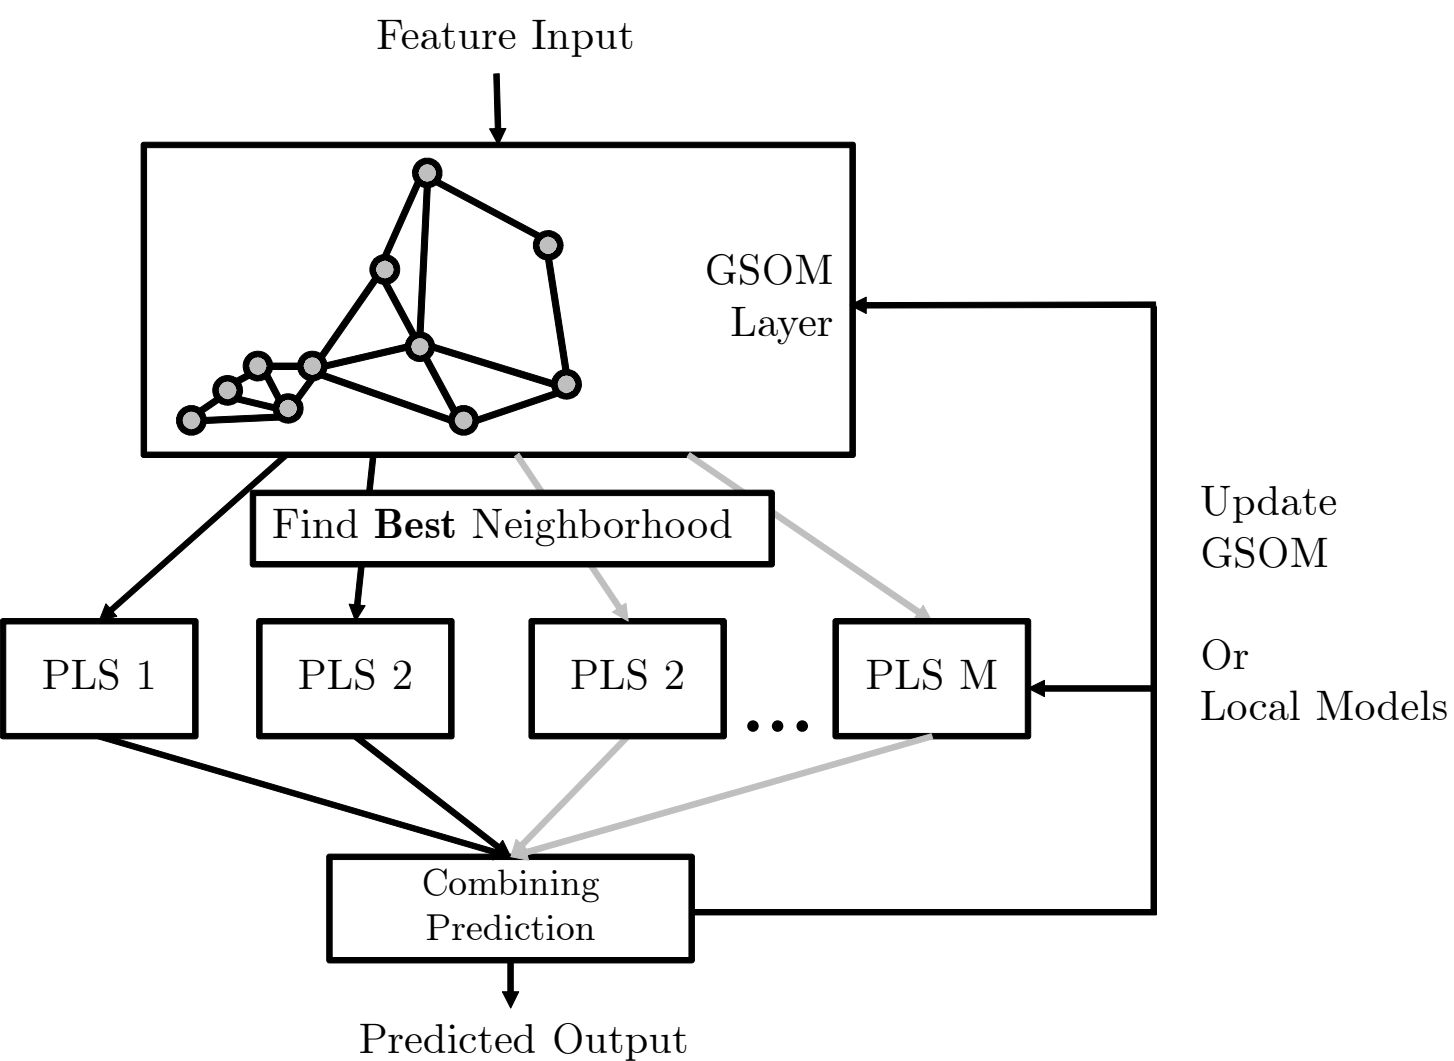 Feature Input
GSOM
Layer
Find Best Neighborhood
Update
GSOM
Or
Local Models
PLS 1
PLS 2
PLS 2
...
PLS M
Combining
Prediction
Predicted Output